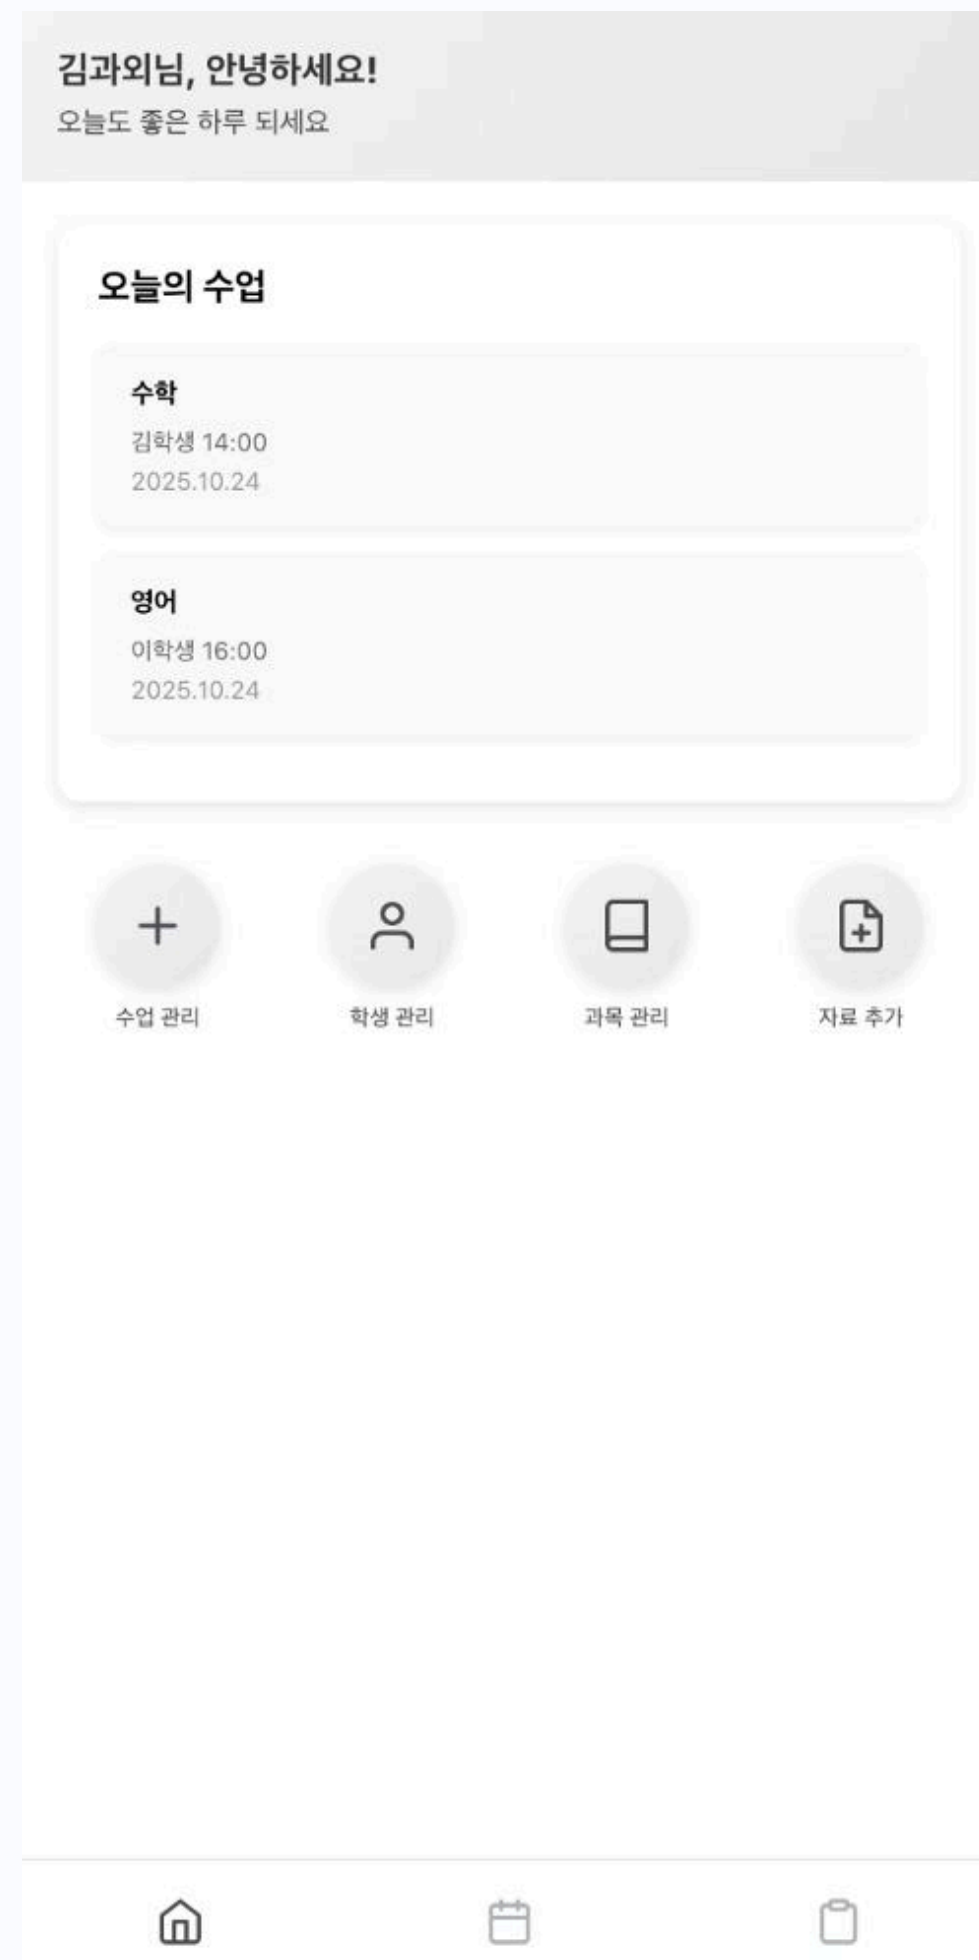 김과외님, 안녕하세요!
오늘도 좋은 하루 되세요
오늘의 수업
수학
김학생 14:00
2025.10.24
영어
이학생 16:00
2025.10.24
수업 관리
학생 관리
과목 관리
자료 추가